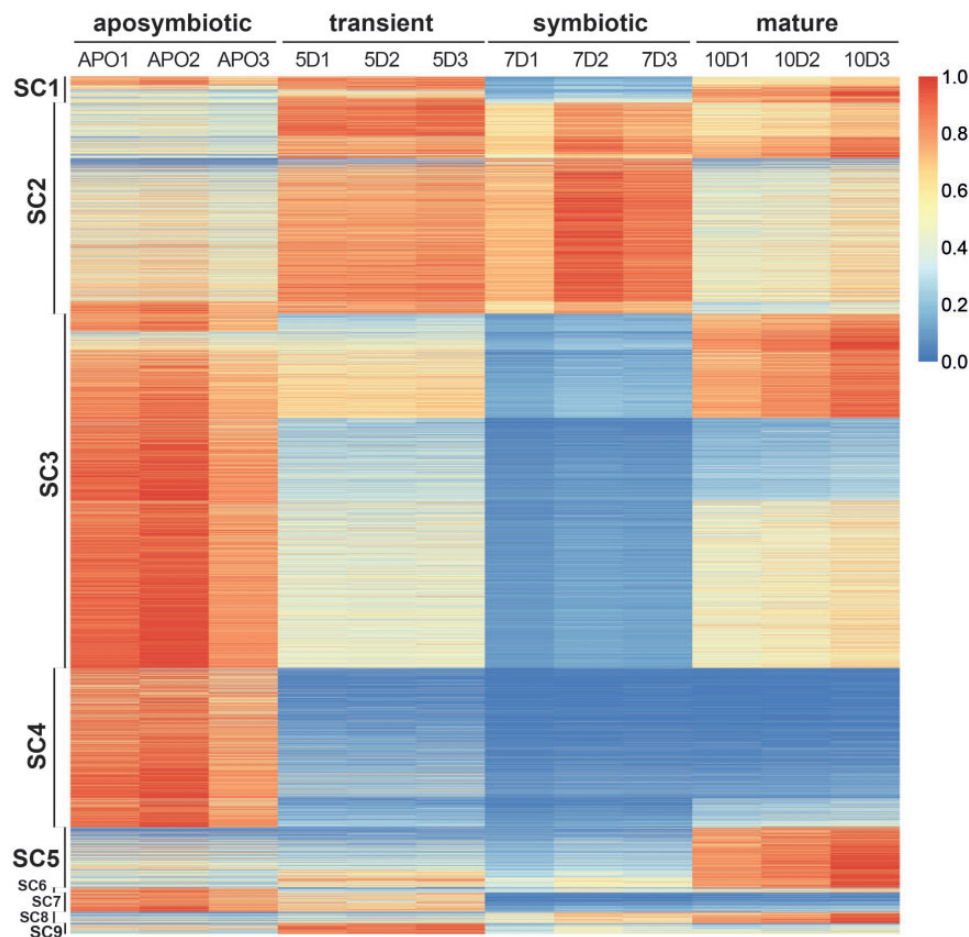 aposymbiotic transient symbiotic mature
APO1 APO2 APO3 5D1 5D2 5D3 7D1 7D2 7D3 10D1 10D2 10D3
SC1
SC2
SC3
SC4
SC5
SC6
SC7
SC8
SC9
1.0
0.8
0.6
0.4
0.2
0.0